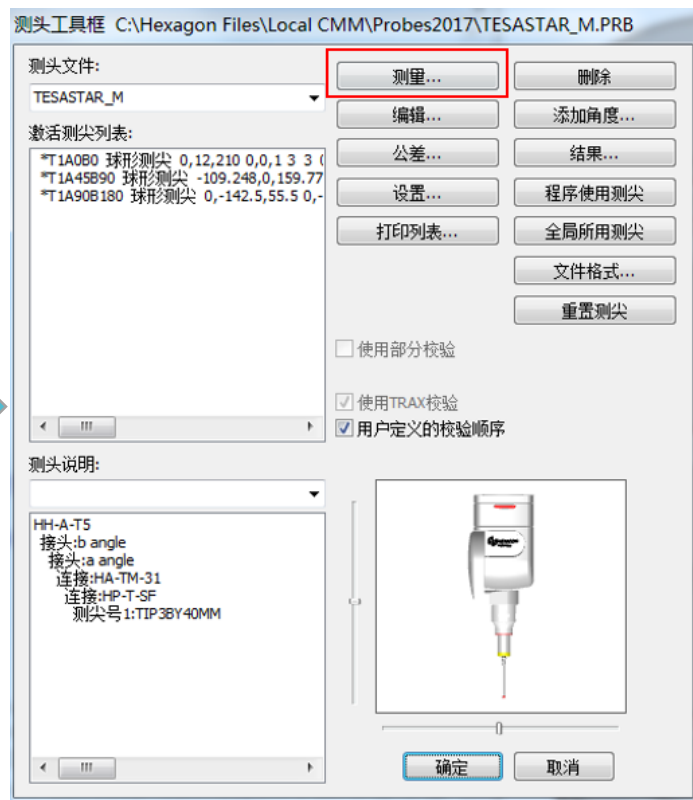 测头工具框 C:\Hexagon Files\Local CMM\Probes2017\TESASTAR_M.PRB
测头文件:
TESASTAR_M
激活测尖列表:
*T1A0B0 球形测尖 0,12,210 0,0,1 3 3 (
*T1A45B90 球形测尖 -109.248,0,159.77
*T1A90B180 球形测尖 0,-142.5,55.5 0,-
测量...
删除
编辑...
添加角度...
公差...
结果...
设置...
程序使用测尖
打印列表...
全局所用测尖
文件格式...
重置测尖
使用部分校验
使用TRAX校验
用户定义的校验顺序
测头说明:
HH-A-T5
接头:b angle
接头:a angle
连接:HA-TM-31
连接:HP-T-SF
测尖号1:TIP3BY40MM
确定
取消